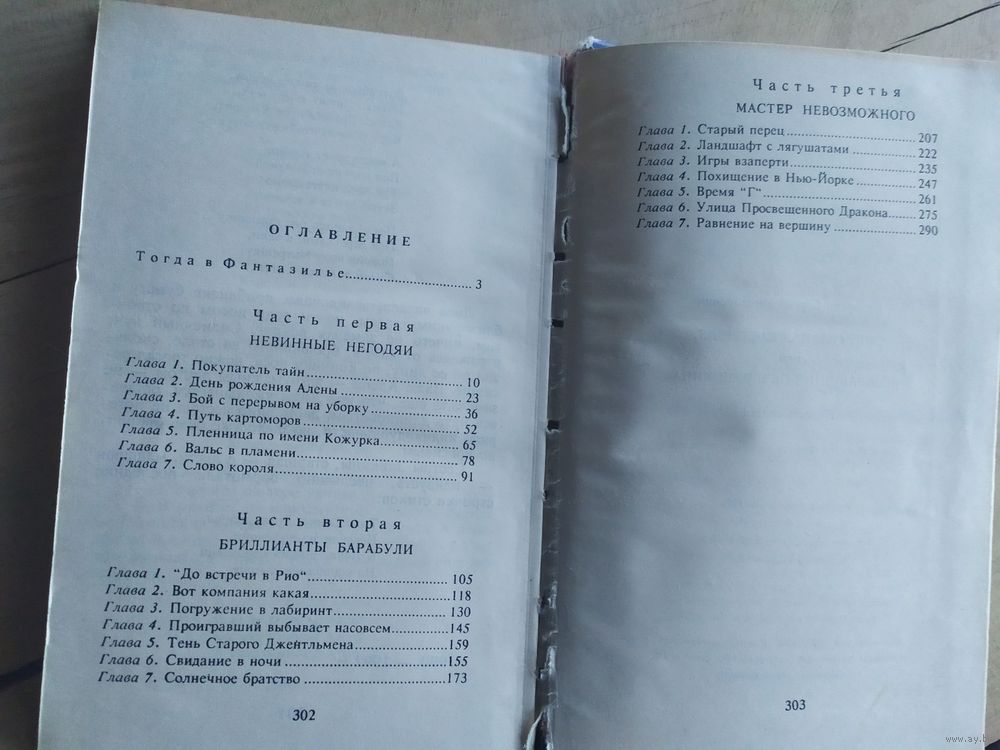 ОГЛАВЛЕНИЕ
Тогда в Фантазилье..............................3
Часть первая
НЕВИННЫЕ НЕГОДЯИ
Глава 1. Покупатель тайн..............................10
Глава 2. День рождения Алены..............................23
Глава 3. Бой с перерывом на уборку..............................36
Глава 4. Путь картоморов..............................52
Глава 5. Пленница по имени Кожурка..............................65
Глава 6. Вальс в пламени..............................78
Глава 7. Слово короля..............................91
Часть вторая
БРИЛЛИАНТЫ БАРАБУЛИ
Глава 1. "До встречи в Рио"..............................105
Глава 2. Вот компания какая..............................118
Глава 3. Погружение в лабиринт..............................130
Глава 4. Проигравший выбывает насовсем..............................145
Глава 5. Тень Старого Джентльмена..............................159
Глава 6. Свидание в ночи..............................155
Глава 7. Солнечное братство..............................173
302
Часть третья
МАСТЕР НЕВОЗМОЖНОГО
Глава 1. Старый перец..............................207
Глава 2. Ландшафт с лягушатами..............................222
Глава 3. Игры взаперти..............................235
Глава 4. Похищение в Нью-Йорке..............................247
Глава 5. Время "Г"..............................261
Глава 6. Улица Просвещенного Дракона..............................275
Глава 7. Равнение на вершину..............................290
303